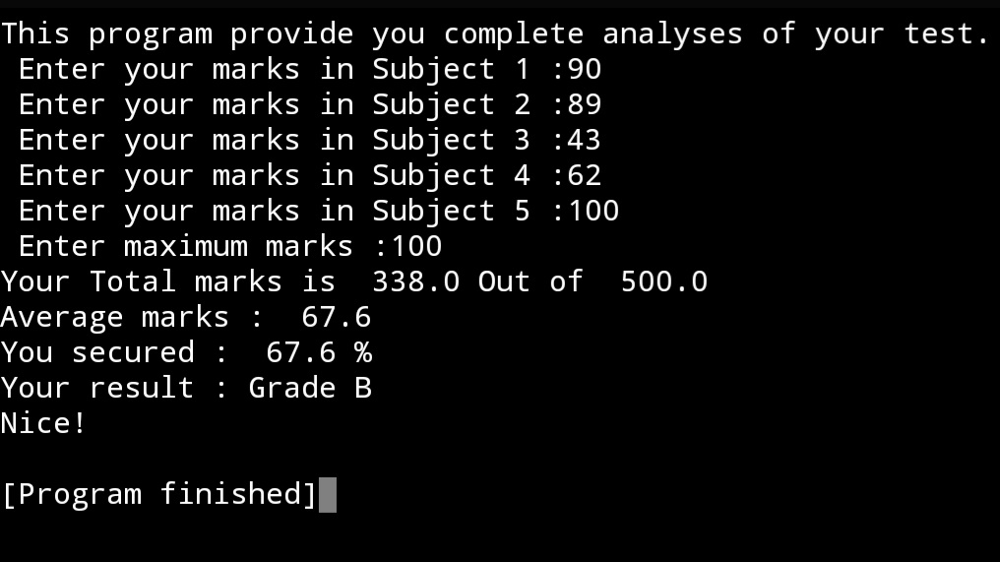 This program provide you complete analyses of your test.
Enter your marks in Subject 1 :90
Enter your marks in Subject 2 :89
Enter your marks in Subject 3 :43
Enter your marks in Subject 4 :62
Enter your marks in Subject 5 :100
Enter maximum marks :100
Your Total marks is  338.0 Out of  500.0
Average marks :  67.6
You secured :  67.6 %
Your result : Grade B
Nice!
[Program finished]